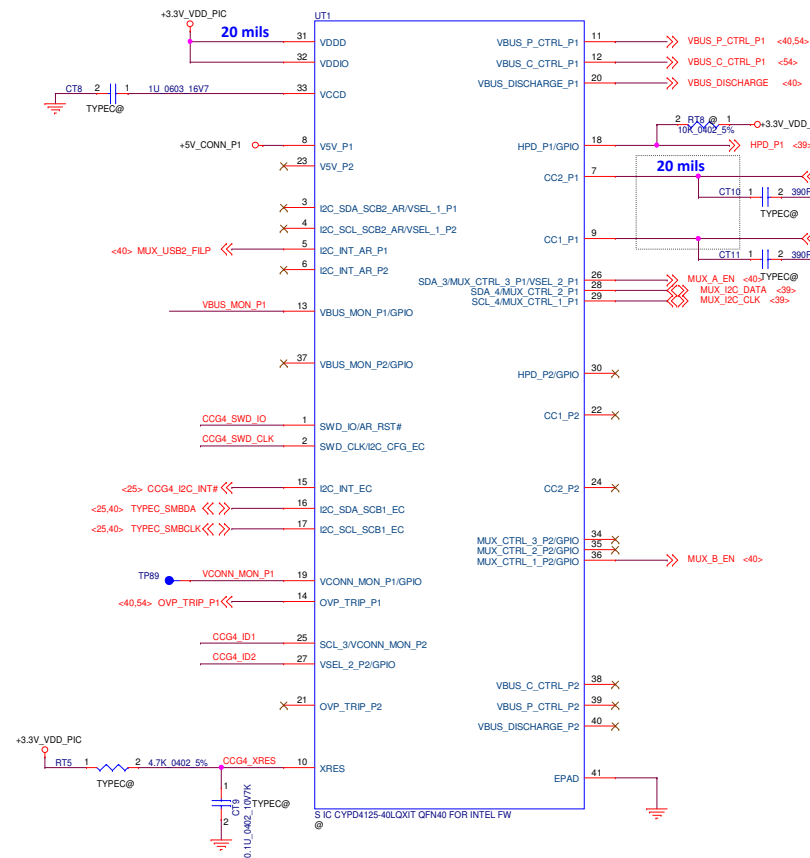 UT1
+3.3V_VDD_PIC
20 mils
31 VDDD
32 VDDIO
CT8 2 1 1U_0603_16V7 33 VCCD
TYPEC@
+5V_CONN_P1 8 V5V_P1
23 V5V_P2
3 I2C_SDA_SCB2_AR/VSEL_1_P1
4 I2C_SCL_SCB2_AR/VSEL_1_P2
<40> MUX_USB2_FILP 5 I2C_INT_AR_P1
6 I2C_INT_AR_P2
VBUS_MON_P1 13 VBUS_MON_P1/GPIO
37 VBUS_MON_P2/GPIO
CCG4_SWD_IO 1 SWD_IO/AR_RST#
CCG4_SWD_CLK 2 SWD_CLK/I2C_CFG_EC
<25> CCG4_I2C_INT# 15 I2C_INT_EC
<25,40> TYPEC_SMBDA 16 I2C_SDA_SCB1_EC
<25,40> TYPEC_SMBCLK 17 I2C_SCL_SCB1_EC
TP89 VCONN_MON_P1 19 VCONN_MON_P1/GPIO
<40,54> OVP_TRIP_P1 14 OVP_TRIP_P1
CCG4_ID1 25 SCL_3/VCONN_MON_P2
CCG4_ID2 27 VSEL_2_P2/GPIO
21 OVP_TRIP_P2
+3.3V_VDD_PIC
RT5 1 2 4.7K_0402_5% CCG4_XRES 10 XRES
TYPEC@
1
CT9
0.1U_0402_10V7K
TYPEC@
2
VBUS_P_CTRL_P1 11 VBUS_P_CTRL_P1 <40,54>
VBUS_C_CTRL_P1 12 VBUS_C_CTRL_P1 <54>
VBUS_DISCHARGE_P1 20 VBUS_DISCHARGE <40>
2 RT8 @ 1 +3.3V_VDD_
10K_0402_5%
HPD_P1/GPIO 18 HPD_P1 <39>
20 mils
CC2_P1 7
CT10 1 2 390P
TYPEC@
CC1_P1 9
CT11 1 2 390P
TYPEC@
SDA_3/MUX_CTRL_3_P1/VSEL_2_P1 26 MUX_A_EN <40>
SDA_4/MUX_CTRL_2_P1 28 MUX_I2C_DATA <39>
SCL_4/MUX_CTRL_1_P1 29 MUX_I2C_CLK <39>
HPD_P2/GPIO 30
CC1_P2 22
CC2_P2 24
MUX_CTRL_3_P2/GPIO 34
MUX_CTRL_2_P2/GPIO 35
MUX_CTRL_1_P2/GPIO 36 MUX_B_EN <40>
VBUS_C_CTRL_P2 38
VBUS_P_CTRL_P2 39
VBUS_DISCHARGE_P2 40
EPAD 41
S IC CYPD4125-40LQXIT QFN40 FOR INTEL FW
@